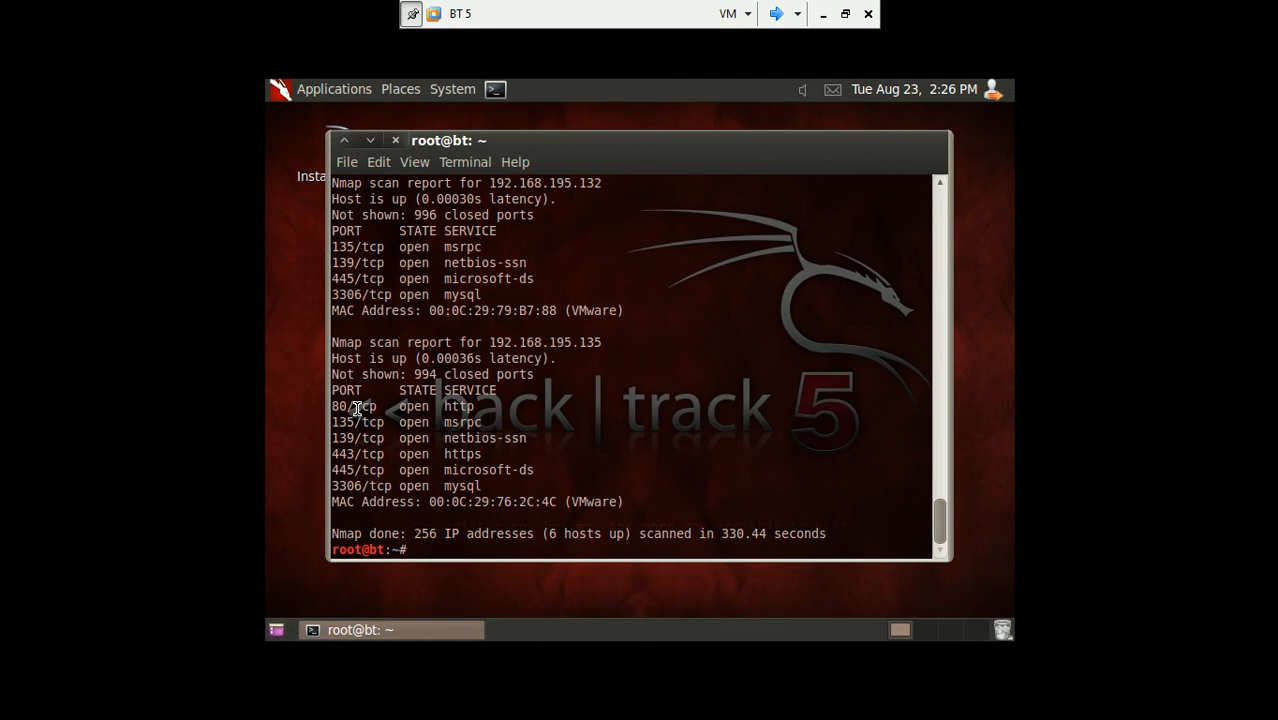 BT 5
VM
Applications Places System
Tue Aug 23, 2:26 PM
root@bt: ~
File Edit View Terminal Help
Insta
Nmap scan report for 192.168.195.132
Host is up (0.00030s latency).
Not shown: 996 closed ports
PORT     STATE SERVICE
135/tcp  open  msrpc
139/tcp  open  netbios-ssn
445/tcp  open  microsoft-ds
3306/tcp open  mysql
MAC Address: 00:0C:29:79:B7:88 (VMware)
Nmap scan report for 192.168.195.135
Host is up (0.00036s latency).
Not shown: 994 closed ports
PORT     STATE SERVICE
80/tcp   open  http
135/tcp  open  msrpc
139/tcp  open  netbios-ssn
443/tcp  open  https
445/tcp  open  microsoft-ds
3306/tcp open  mysql
MAC Address: 00:0C:29:76:2C:4C (VMware)
Nmap done: 256 IP addresses (6 hosts up) scanned in 330.44 seconds
root@bt:~#
<< back | track 5
root@bt: ~